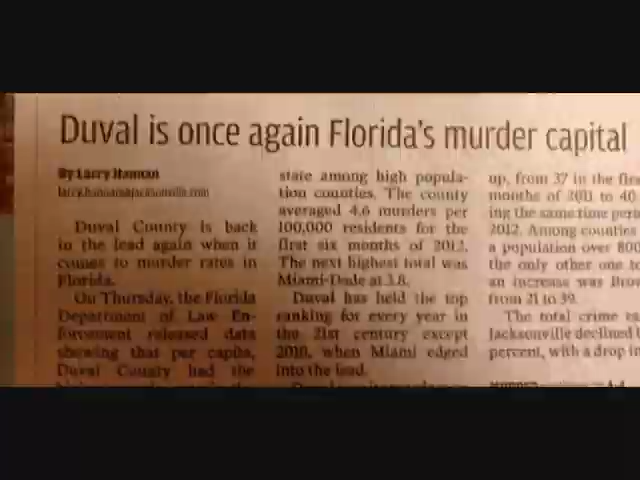 Duval is once again Florida's murder capital
By Larry Hannan
larry.hannan@jacksonville.com
Duval County is back
in the lead again when it
comes to murder rates in
Florida.
On Thursday, the Florida
Department of Law En-
forcement released data
showing that per capita,
Duval County had the
state among high popula-
tion counties. The county
averaged 4.6 murders per
100,000 residents for the
first six months of 2012.
The next highest total was
Miami-Dade at 3.8.
Duval has held the top
ranking for every year in
the 21st century except
2010, when Miami edged
into the lead.
up, from 37 in the firs
months of 2011 to 40
ing the same time peri
2012. Among counties
a population over 800
the only other one to
an increase was Brow
from 21 to 39.
The total crime ra
Jacksonville declined b
percent, with a drop in